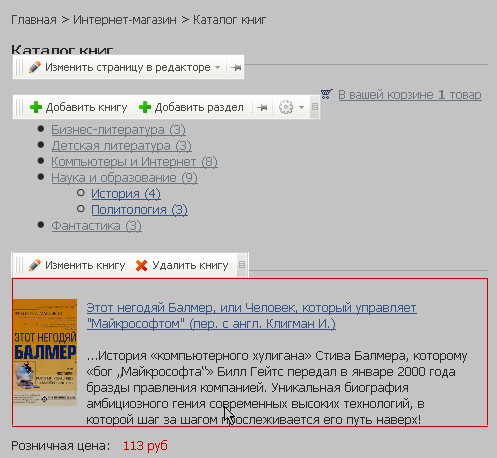 Главная > Интернет-магазин > Каталог книг
Каталог книг
Изменить страницу в редакторе
В вашей корзине 1 товар
Добавить книгу Добавить раздел
Бизнес-литература (3)
Детская литература (3)
Компьютеры и Интернет (8)
Наука и образование (9)
История (4)
Политология (3)
Фантастика (3)
Изменить книгу Удалить книгу
Этот негодяй Балмер, или Человек, который управляет
"Майкрософтом" (пер. с англ. Клигман И.)
ЭТОТ НЕГОДЯЙ
БАЛМЕР
...История «компьютерного хулигана» Стива Балмера, которому
«бог „Майкрософта“» Билл Гейтс передал в январе 2000 года
бразды правления компанией. Уникальная биография
амбициозного гения современных высоких технологий, в
которой шаг за шагом прослеживается его путь наверх!
Розничная цена: 113 руб